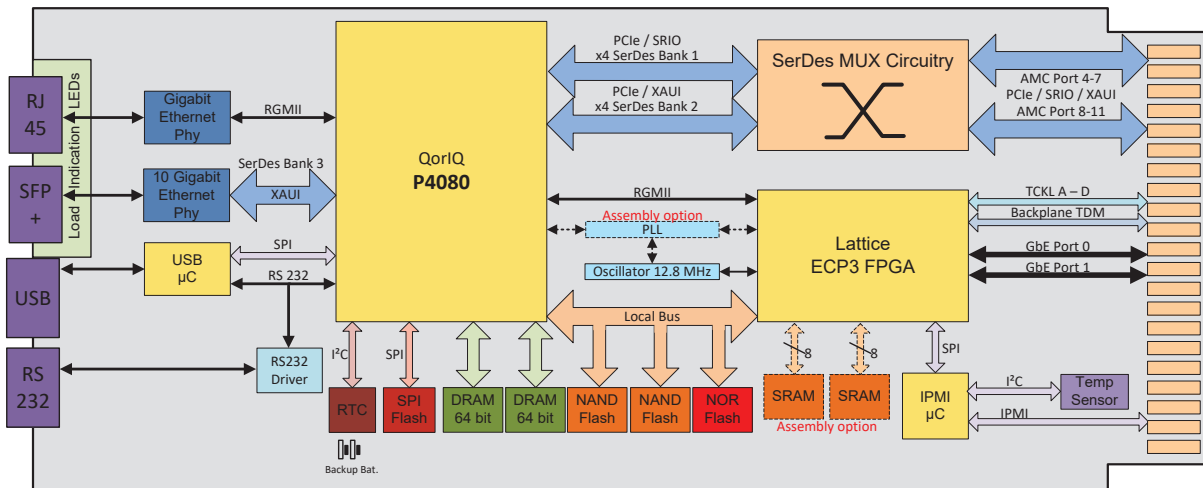 RJ
45
SFP
+
USB
RS
232
Load Indication LEDs
Gigabit
Ethernet
Phy
RGMII
10 Gigabit
Ethernet
Phy
SerDes Bank 3
XAUI
USB
µC
SPI
RS 232
RS232
Driver
QorIQ
P4080
PCIe / SRIO
x4 SerDes Bank 1
PCIe / XAUI
x4 SerDes Bank 2
SerDes MUX Circuitry
AMC Port 4-7
PCIe / SRIO / XAUI
AMC Port 8-11
RGMII
Assembly option
PLL
Oscillator 12.8 MHz
Local Bus
Lattice
ECP3 FPGA
TCKL A – D
Backplane TDM
GbE Port 0
GbE Port 1
I²C
SPI
RTC
Backup Bat.
SPI
Flash
DRAM
64 bit
DRAM
64 bit
NAND
Flash
NAND
Flash
NOR
Flash
8
8
SRAM
SRAM
Assembly option
SPI
IPMI
µC
I²C
Temp
Sensor
IPMI